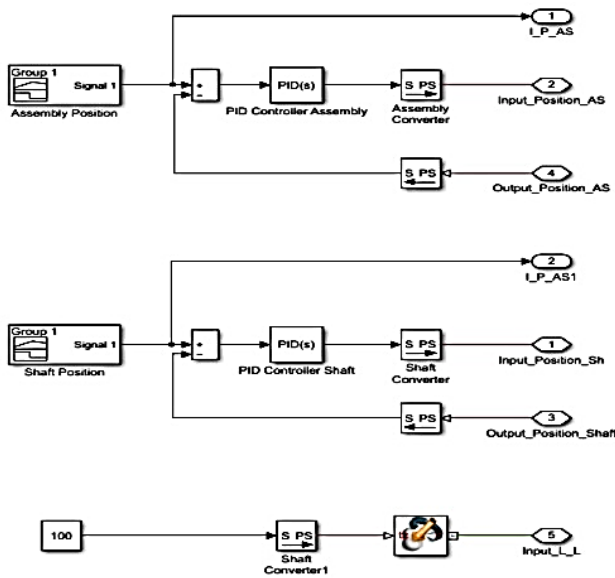 1
I_P_AS
Group 1
Signal 1
Assembly Position
+
−
PID(s)
PID Controller Assembly
S PS
Assembly
Converter
2
Input_Position_AS
S PS
4
Output_Position_AS
2
I_P_AS1
Group 1
Signal 1
Shaft Position
+
−
PID(s)
PID Controller Shaft
S PS
Shaft
Converter
1
Input_Position_Sh
S PS
3
Output_Position_Shaft
100
S PS
Shaft
Converter1
5
Input_L_L